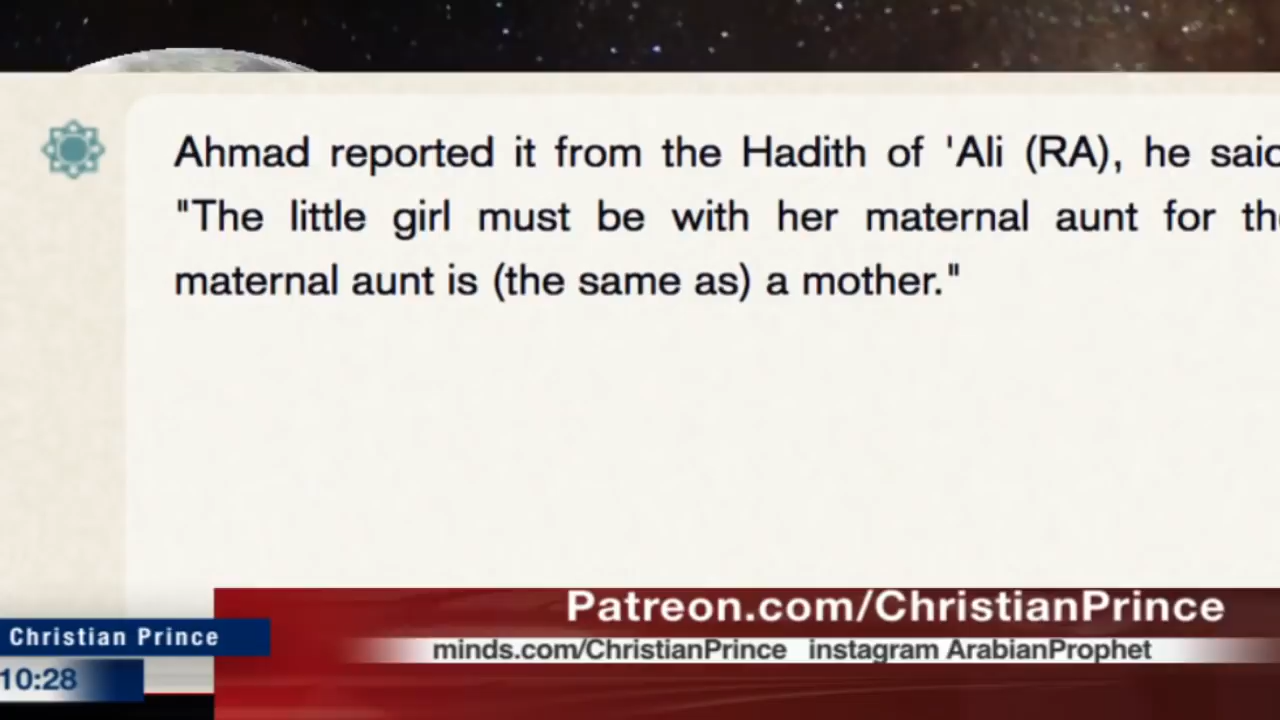 Ahmad reported it from the Hadith of 'Ali (RA), he said
"The little girl must be with her maternal aunt for the
maternal aunt is (the same as) a mother."
Patreon.com/ChristianPrince
Christian Prince
minds.com/ChristianPrince instagram ArabianProphet
10:28